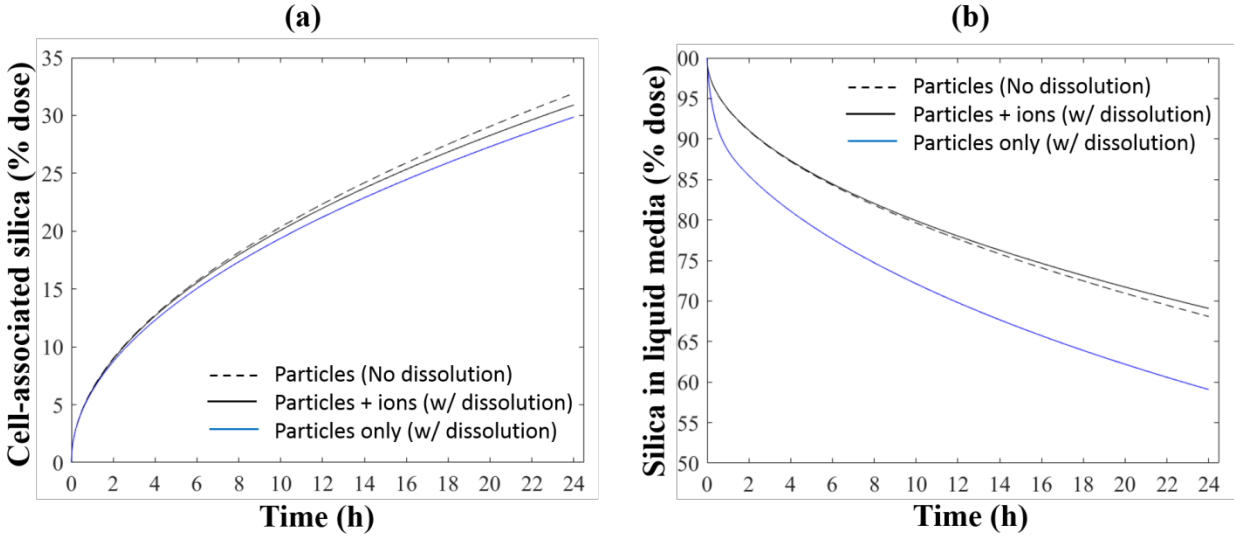 (a)
Cell-associated silica (% dose)
35
30
25
20
15
10
5
0
Particles (No dissolution)
Particles + ions (w/ dissolution)
Particles only (w/ dissolution)
0 2 4 6 8 10 12 14 16 18 20 22 24
Time (h)
(b)
Silica in liquid media (% dose)
00
95
90
85
80
75
70
65
60
55
50
Particles (No dissolution)
Particles + ions (w/ dissolution)
Particles only (w/ dissolution)
0 2 4 6 8 10 12 14 16 18 20 22 24
Time (h)